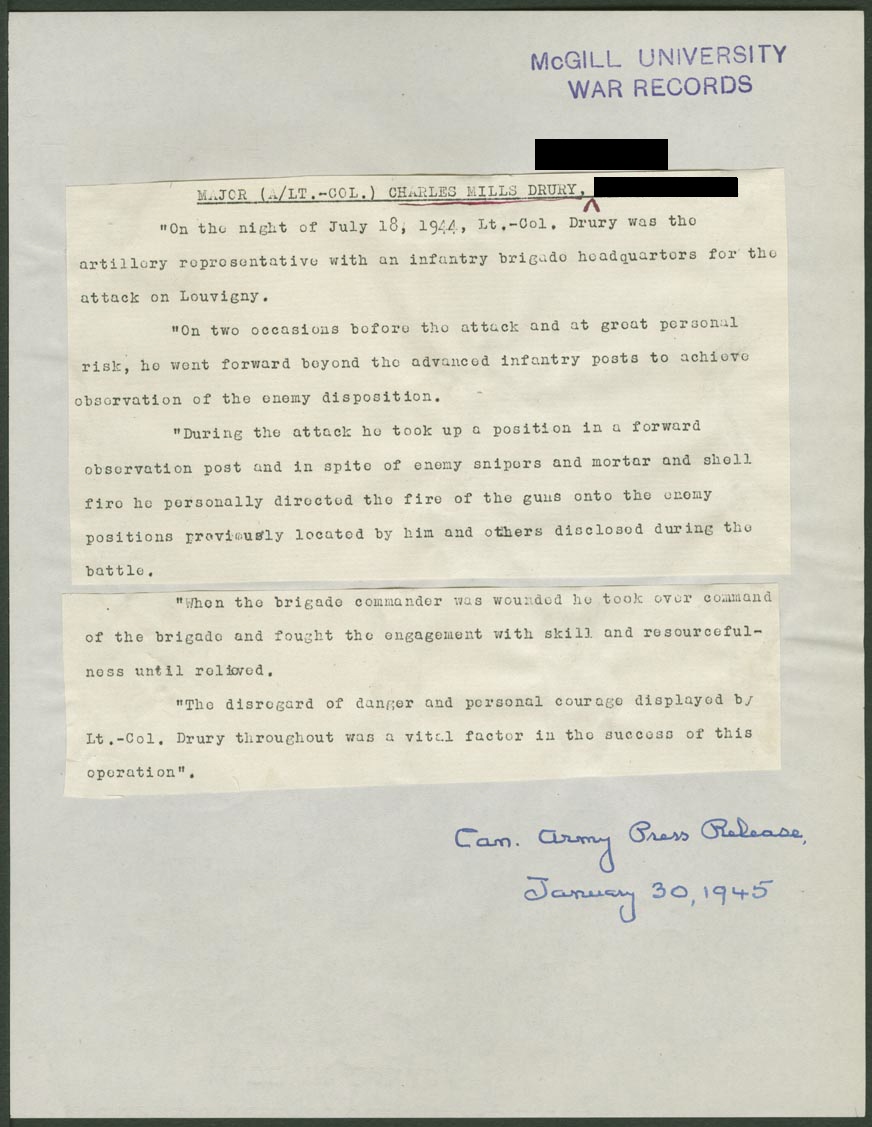 McGILL UNIVERSITY
WAR RECORDS
MAJOR (A/LT.-COL.) CHARLES MILLS DRURY,
"On the night of July 18, 1944, Lt.-Col. Drury was the
artillery representative with an infantry brigade headquarters for the
attack on Louvigny.
"On two occasions before the attack and at great personal
risk, he went forward beyond the advanced infantry posts to achieve
observation of the enemy disposition.
"During the attack he took up a position in a forward
observation post and in spite of enemy snipers and mortar and shell
fire he personally directed the fire of the guns onto the enemy
positions previously located by him and others disclosed during the
battle.
"When the brigade commander was wounded he took over command
of the brigade and fought the engagement with skill and resourceful-
ness until relieved.
"The disregard of danger and personal courage displayed by
Lt.-Col. Drury throughout was a vital factor in the success of this
operation".
Can. Army Press Release,
January 30, 1945